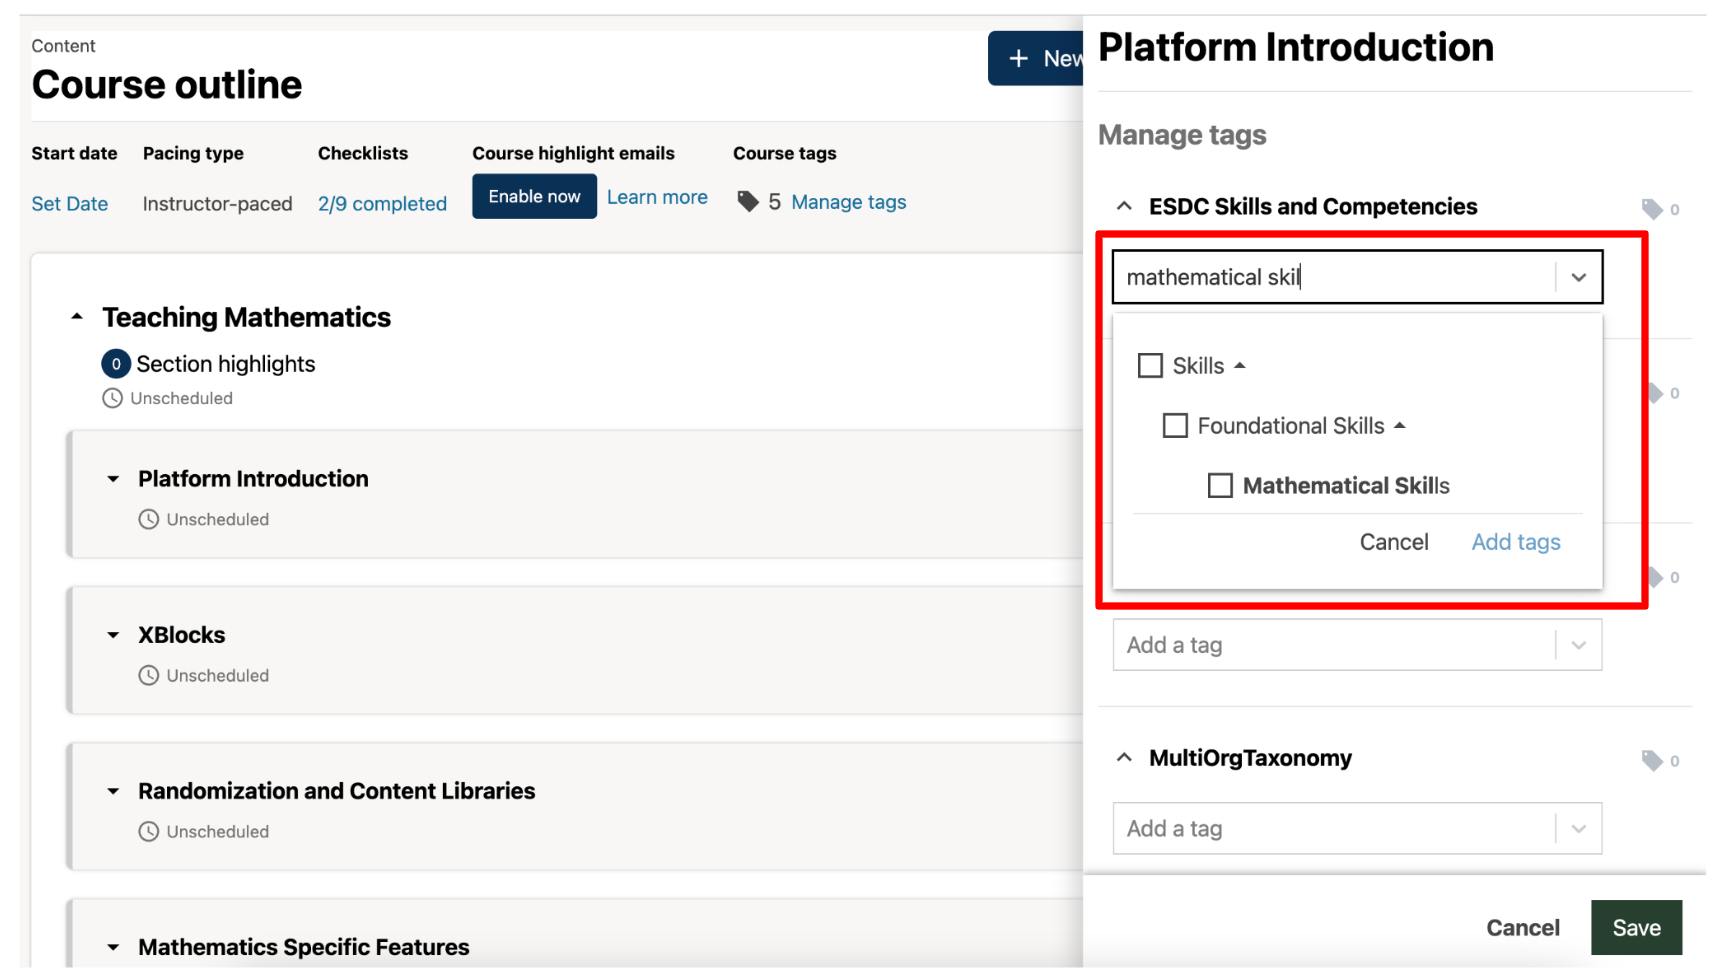 Content
Course outline
+ New
Start date
Pacing type
Checklists
Course highlight emails
Course tags
Set Date
Instructor-paced
2/9 completed
Enable now
Learn more
5
Manage tags
Teaching Mathematics
0 Section highlights
Unscheduled
Platform Introduction
Unscheduled
XBlocks
Unscheduled
Randomization and Content Libraries
Unscheduled
Mathematics Specific Features
Platform Introduction
Manage tags
ESDC Skills and Competencies
0
mathematical skil
Skills
0
Foundational Skills
Mathematical Skills
Cancel
Add tags
0
Add a tag
MultiOrgTaxonomy
0
Add a tag
Cancel
Save